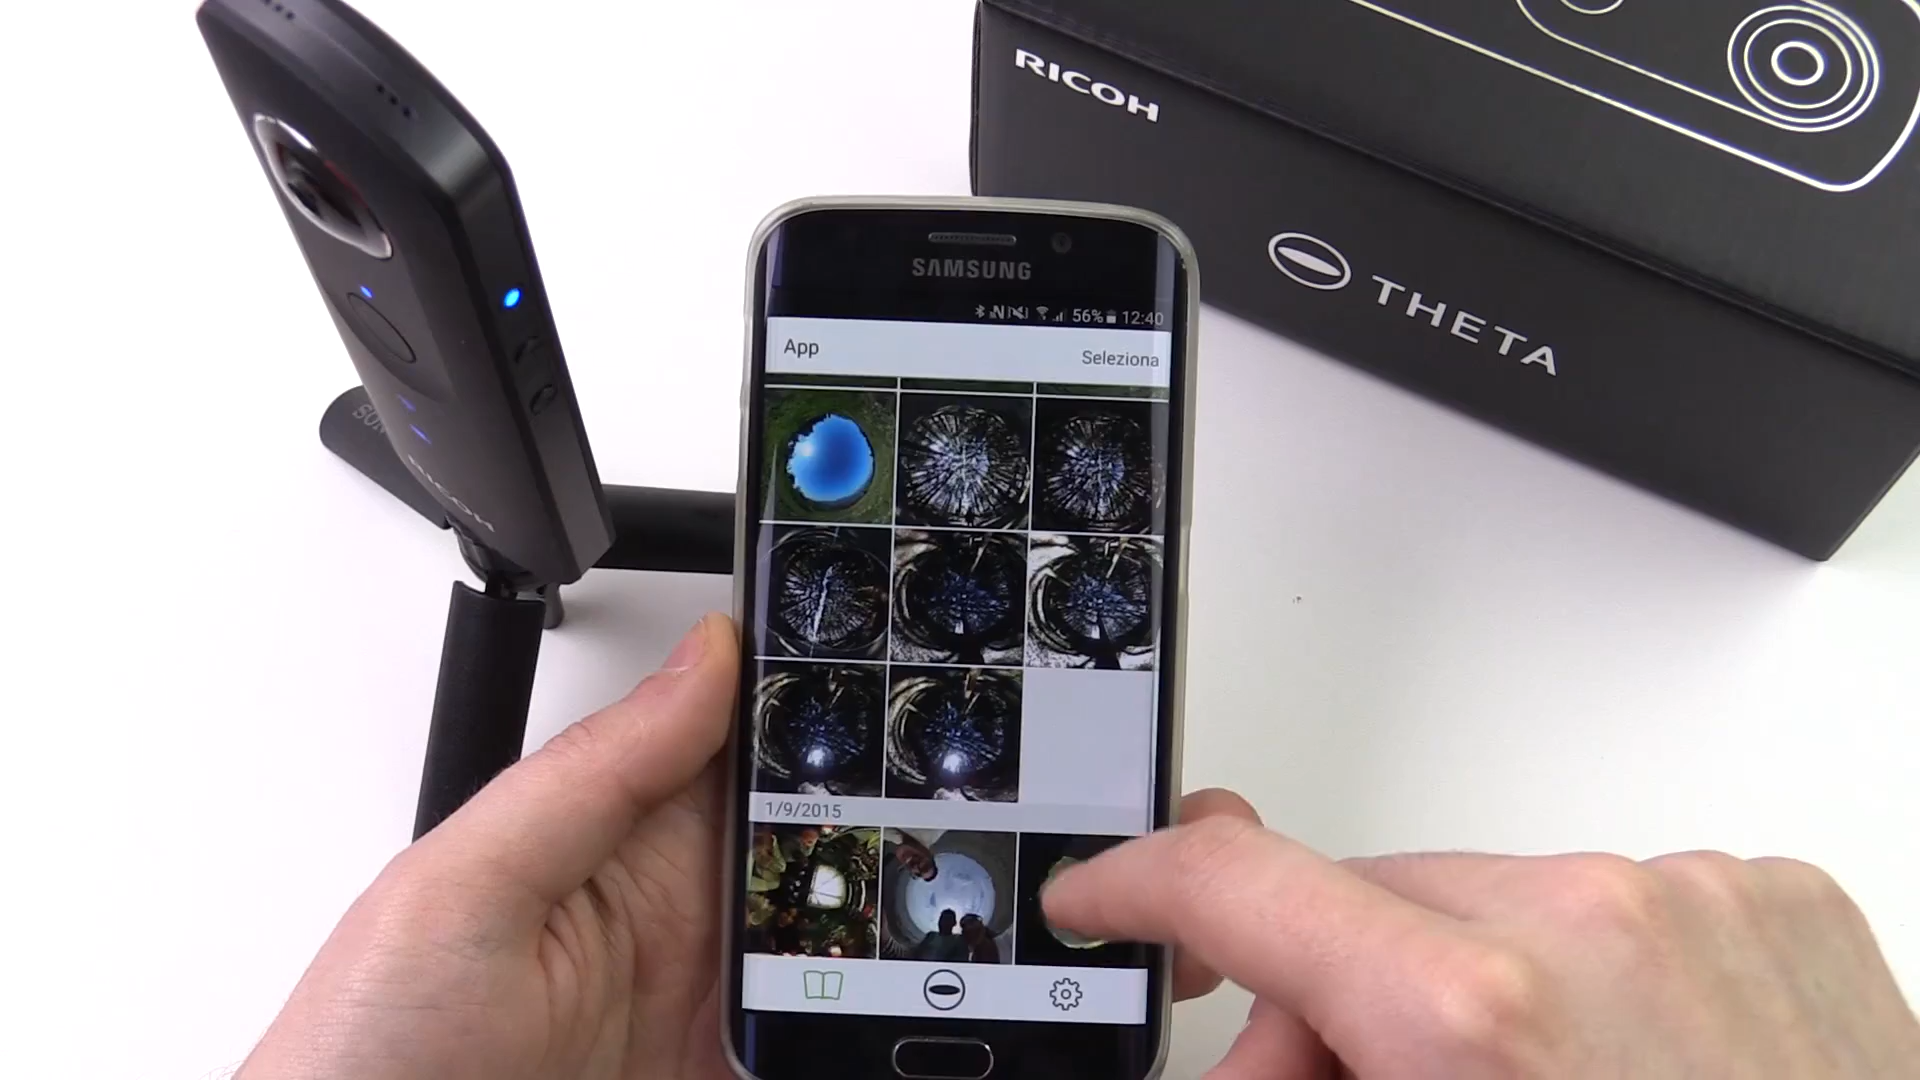 RICOH
THETA
SAMSUNG
56% 12:40
App
Seleziona
1/9/2015
RICOH